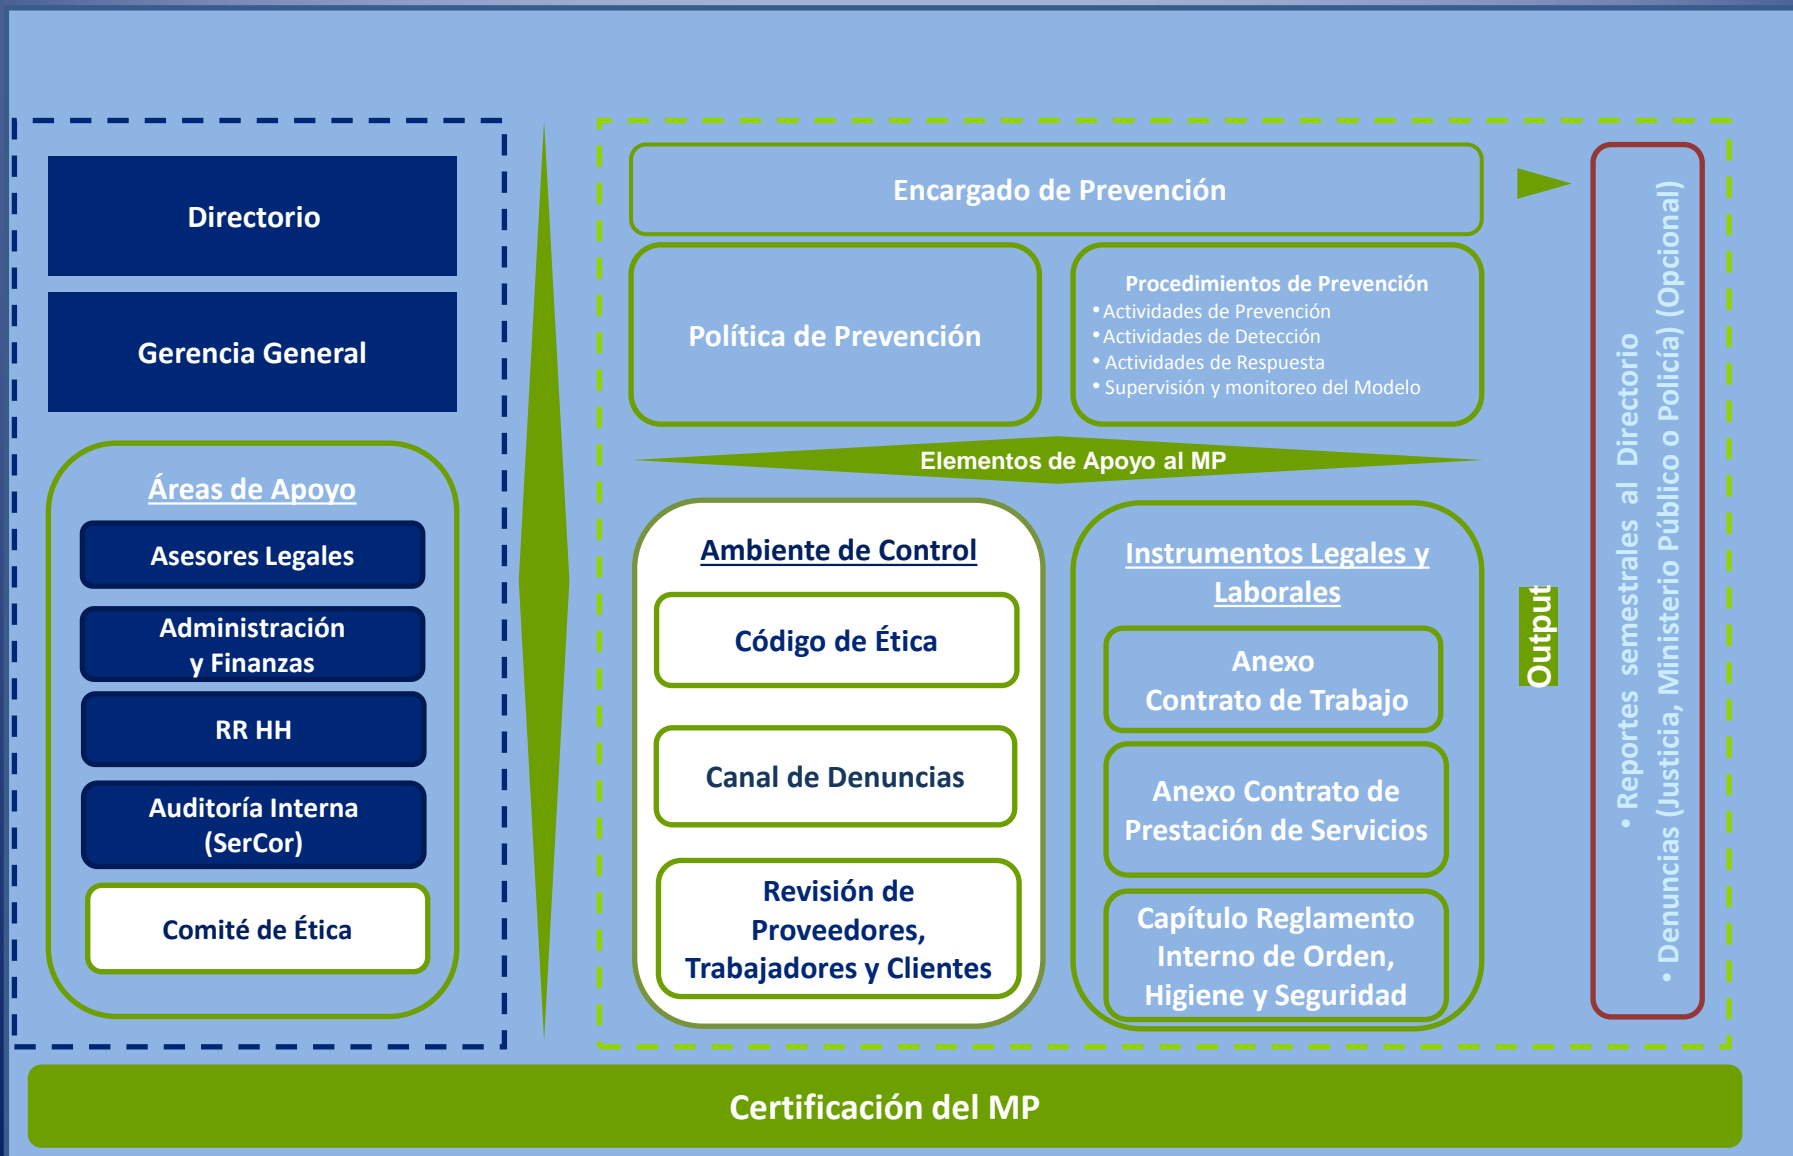 Directorio
Gerencia General
Áreas de Apoyo
Asesores Legales
Administración
y Finanzas
RR HH
Auditoría Interna
(SerCor)
Comité de Ética
Encargado de Prevención
Política de Prevención
Procedimientos de Prevención
• Actividades de Prevención
• Actividades de Detección
• Actividades de Respuesta
• Supervisión y monitoreo del Modelo
Elementos de Apoyo al MP
Ambiente de Control
Código de Ética
Canal de Denuncias
Revisión de
Proveedores,
Trabajadores y Clientes
Instrumentos Legales y
Laborales
Anexo
Contrato de Trabajo
Anexo Contrato de
Prestación de Servicios
Capítulo Reglamento
Interno de Orden,
Higiene y Seguridad
Output
• Reportes semestrales al Directorio
• Denuncias (Justicia, Ministerio Público o Policía) (Opcional)
Certificación del MP